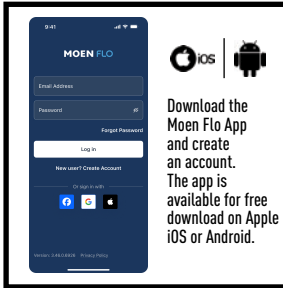 9:41
MOEN FLO
Email Address
Password
Forgot Password
Log in
New user? Create Account
Or sign in with
G
Privacy Policy
iOS
Download the
Moen Flo App
and create
an account.
The app is
available for free
download on Apple
iOS or Android.